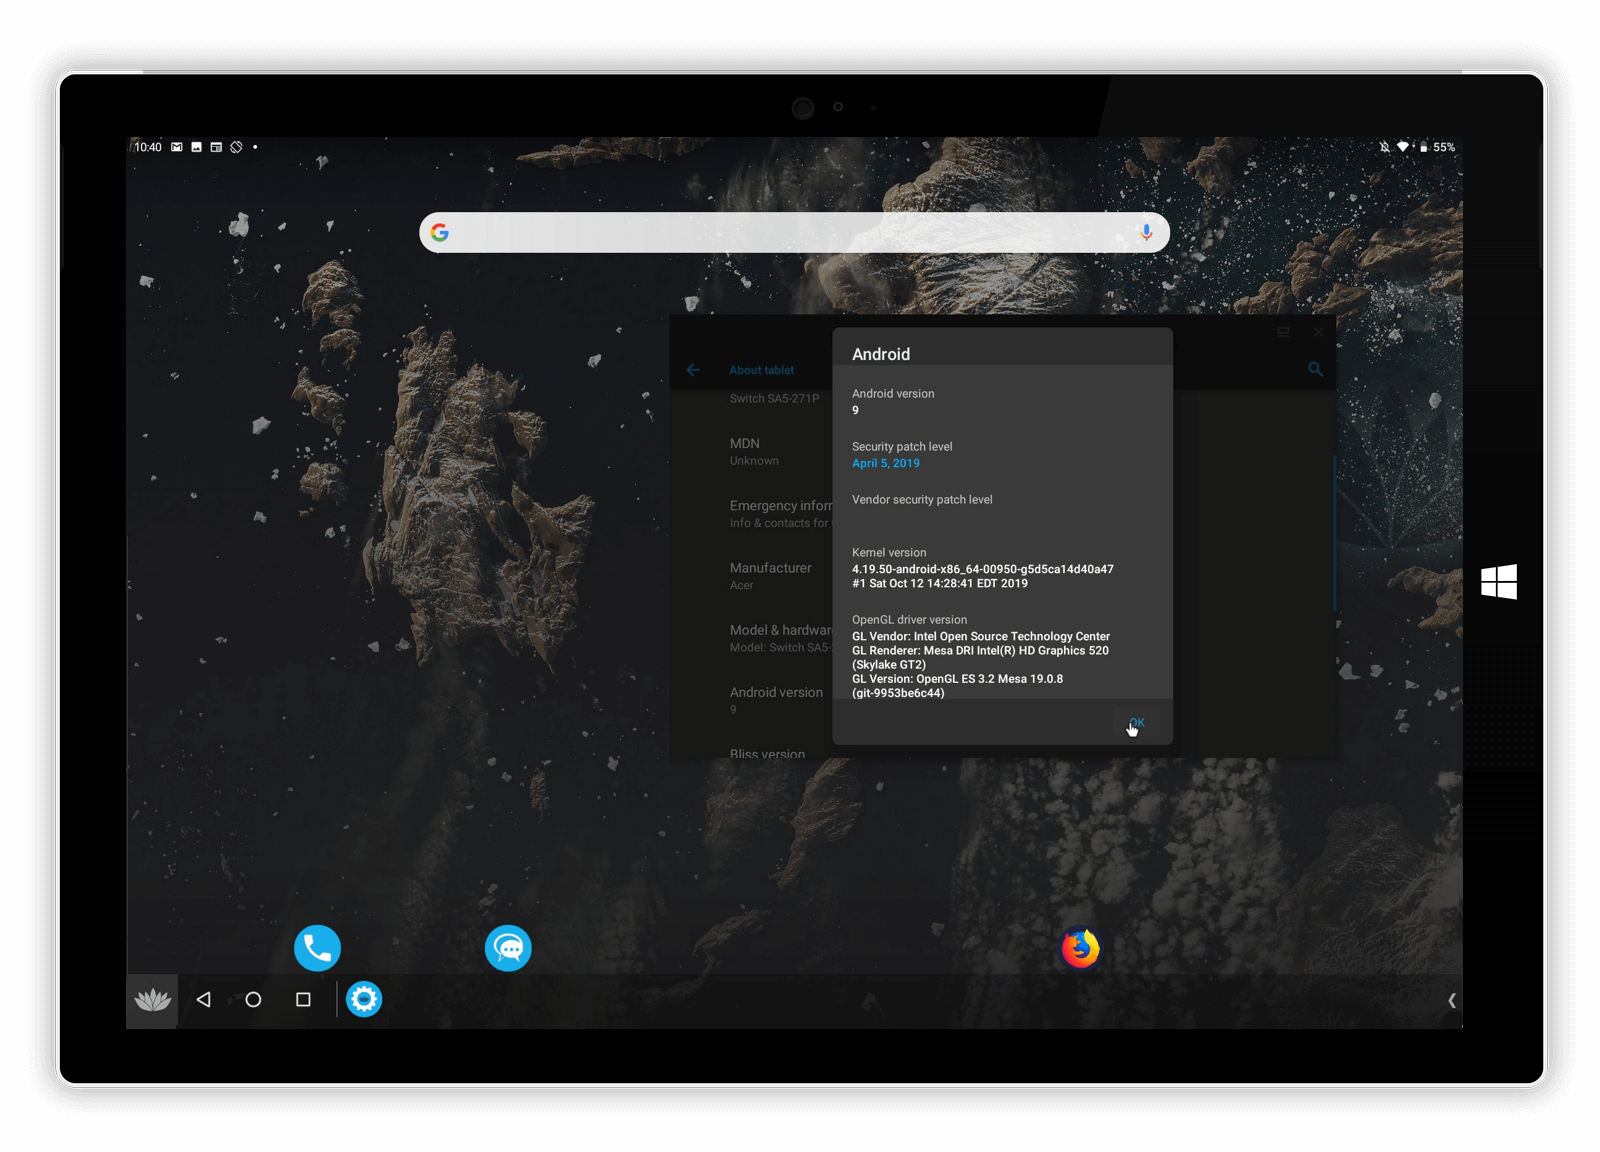 10:40
55%
About tablet
Switch SA5-271P
MDN
Unknown
Emergency infor
Info & contacts for
Manufacturer
Acer
Model & hardwar
Model: Switch SA5-
Android version
9
Bliss version
Android
Android version
9
Security patch level
April 5, 2019
Vendor security patch level
Kernel version
4.19.50-android-x86_64-00950-g5d5ca14d40a47
#1 Sat Oct 12 14:28:41 EDT 2019
OpenGL driver version
GL Vendor: Intel Open Source Technology Center
GL Renderer: Mesa DRI Intel(R) HD Graphics 520
(Skylake GT2)
GL Version: OpenGL ES 3.2 Mesa 19.0.8
(git-9953be6c44)
OK